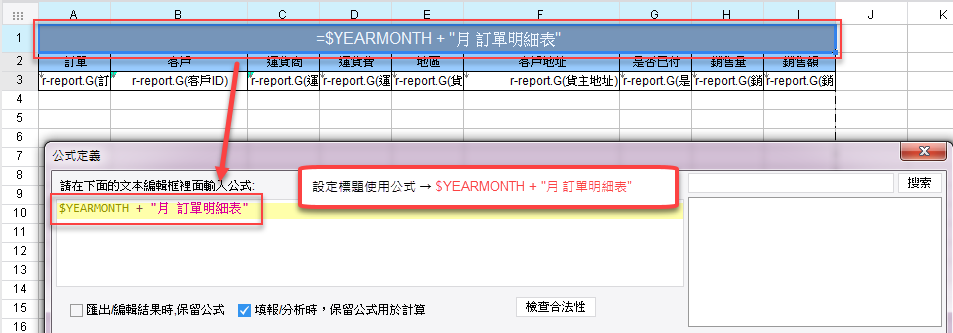 A B C D E F G H I J K
1 =$YEARMONTH + "月 訂單明細表"
2 訂單 客戶 運貨商 運貨費 地區 客戶地址 是否已付 銷售量 銷售額
3 r-report.G(訂 r-report.G(客戶ID) r-report.G(運 r-report.G(運 r-report.G(貨 r-report.G(貨主地址) r-report.G(是 r-report.G(銷 r-report.G(銷
4
5
6
7
公式定義
8
請在下面的文本編輯框裡面輸入公式:
設定標題使用公式 → $YEARMONTH + "月 訂單明細表"
搜索
9
10
$YEARMONTH + "月 訂單明細表"
11
12
13
14
15
匯出/編輯結果時,保留公式 填報/分析時，保留公式用於計算 檢查合法性
16